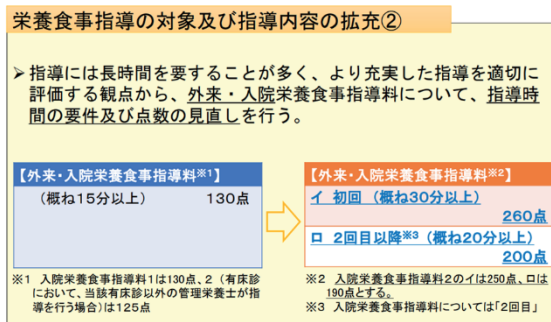 栄養食事指導の対象及び指導内容の拡充②
➢指導には長時間を要することが多く、より充実した指導を適切に
評価する観点から、外来・入院栄養食事指導料について、指導時
間の要件及び点数の見直しを行う。
【外来・入院栄養食事指導料※1】
(概ね15分以上) 130点
※1 入院栄養食事指導料1は130点、2(有床診
において、当該有床診以外の管理栄養士が指
導を行う場合)は125点
【外来・入院栄養食事指導料※2】
イ 初回 (概ね30分以上)
260点
ロ 2回目以降※3(概ね20分以上)
200点
※2 入院栄養食事指導料2のイは250点、ロは
190点とする。
※3 入院栄養食事指導料については「2回目」